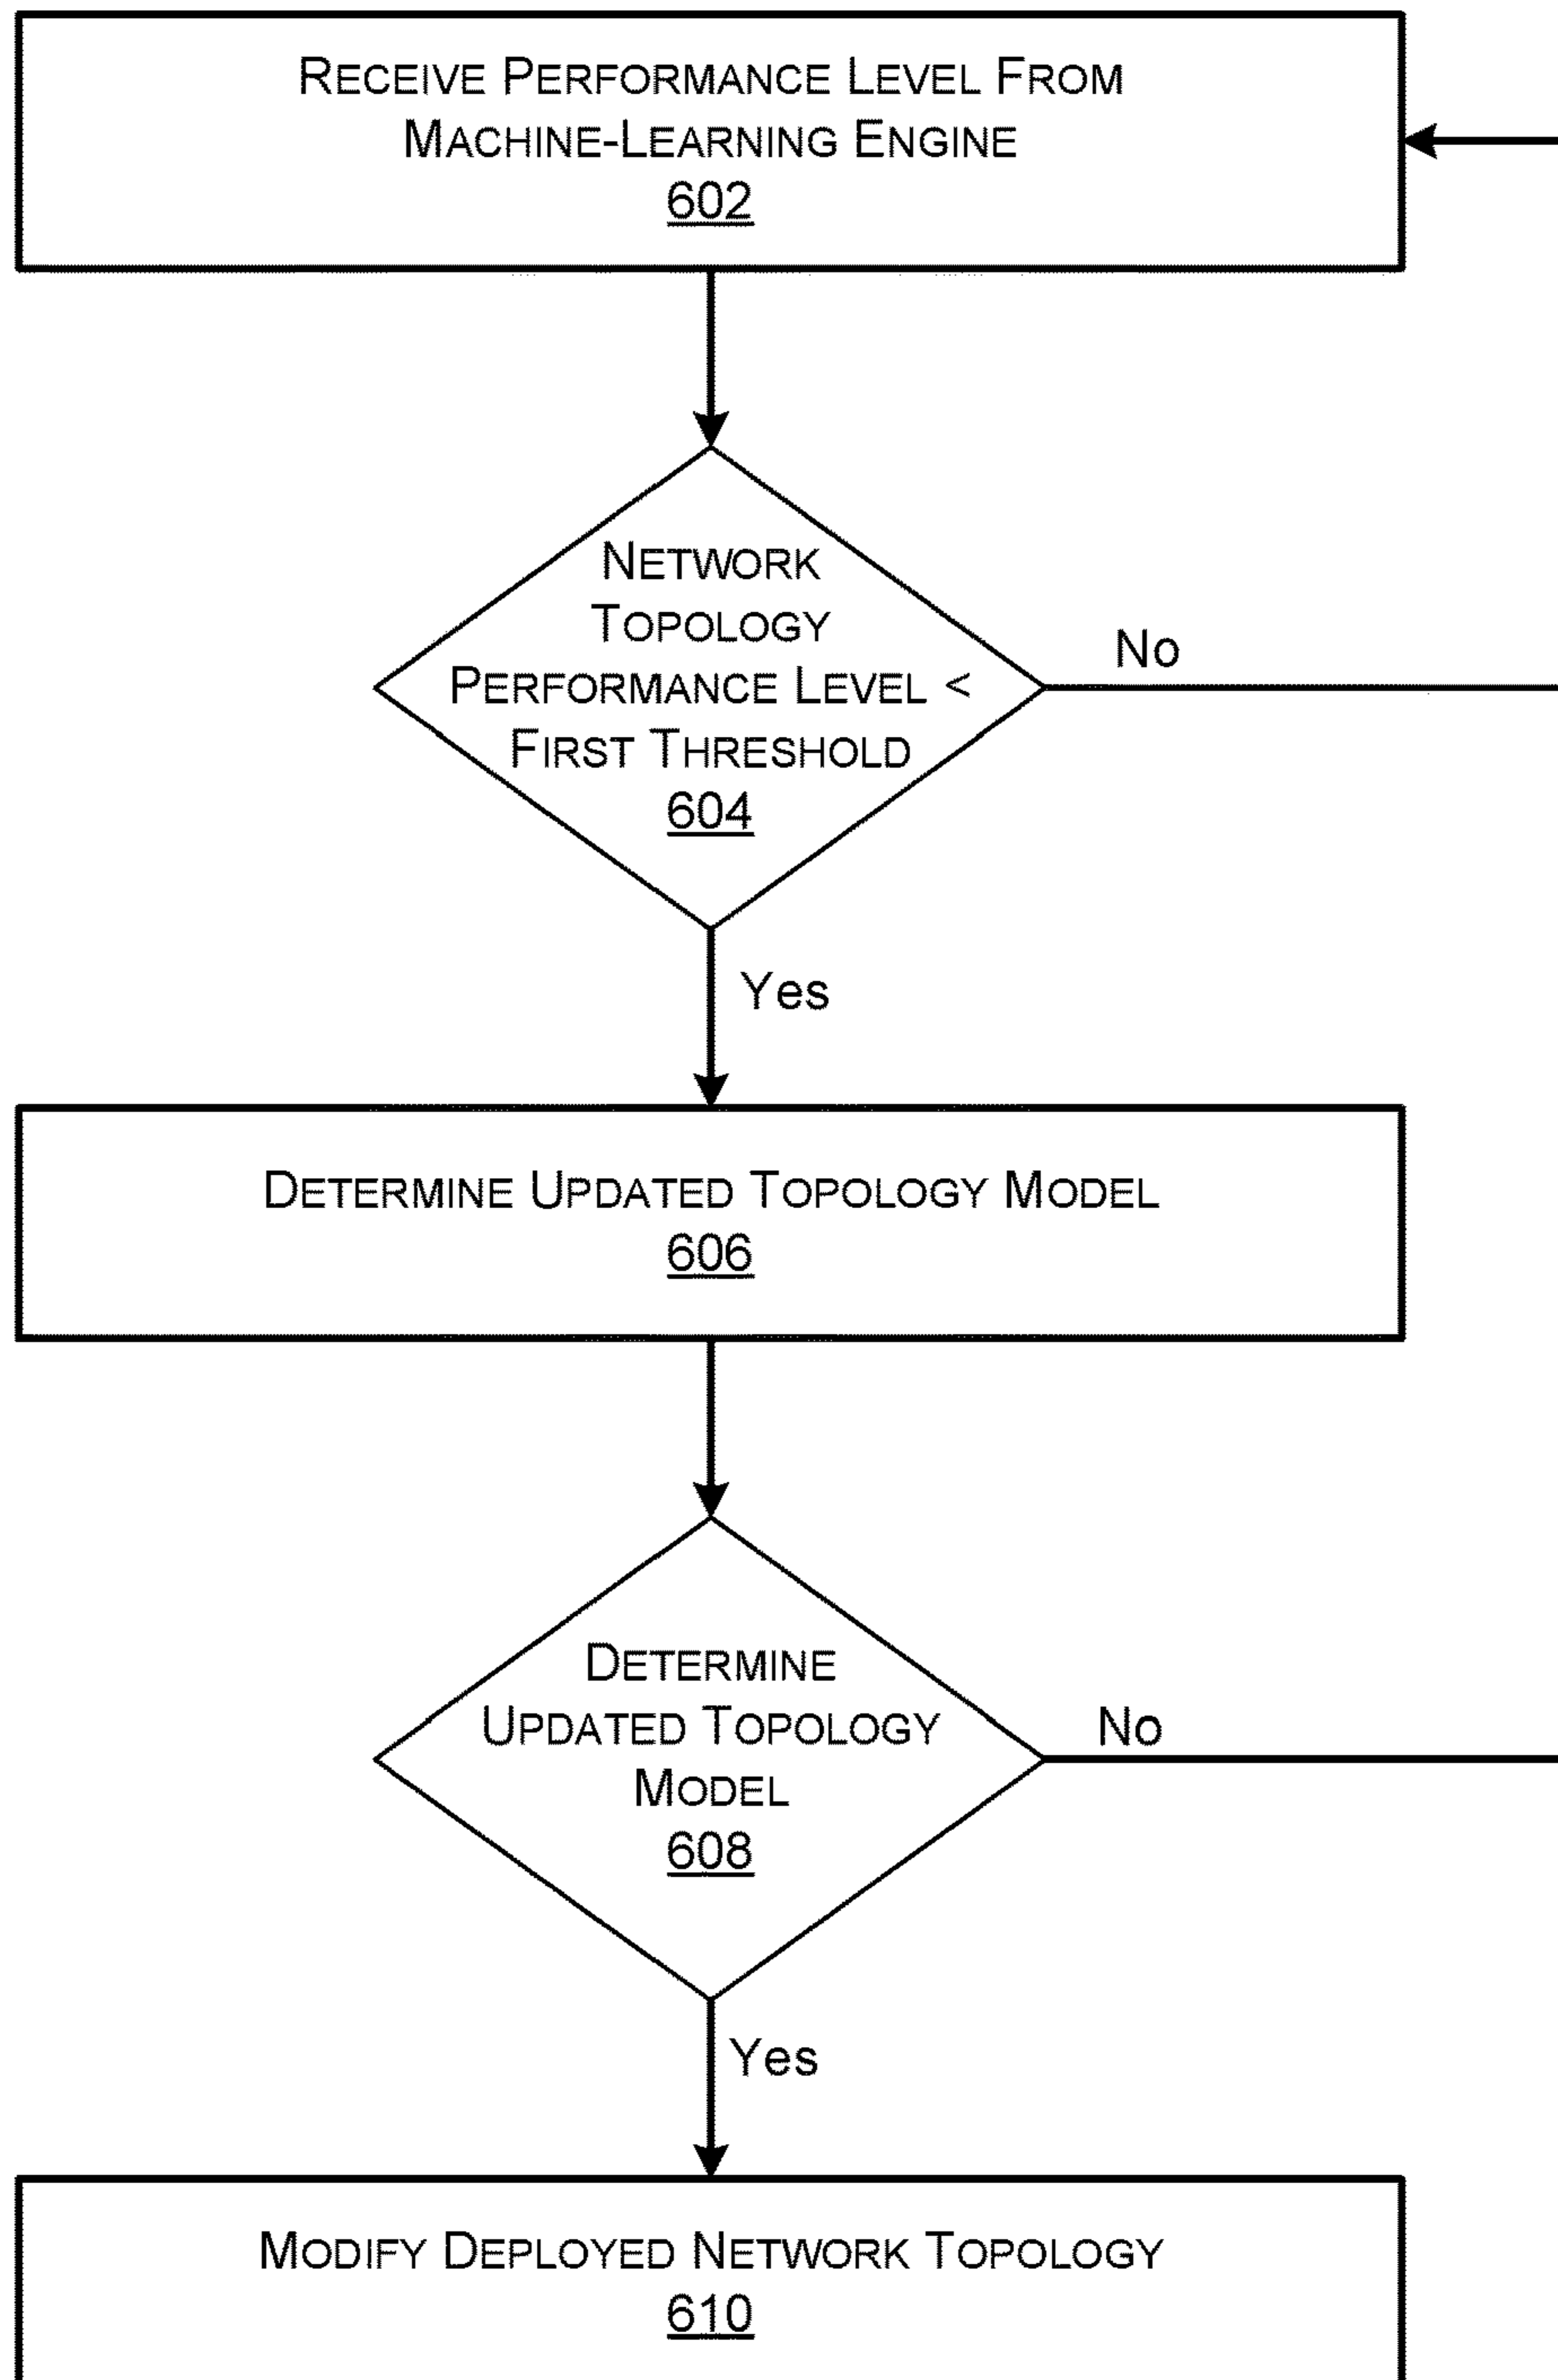 RECEIVE PERFORMANCE LEVEL FROM
MACHINE-LEARNING ENGINE
602
NETWORK
TOPOLOGY
PERFORMANCE LEVEL <
FIRST THRESHOLD
604
No
Yes
DETERMINE UPDATED TOPOLOGY MODEL
606
DETERMINE
UPDATED TOPOLOGY
MODEL
608
No
Yes
MODIFY DEPLOYED NETWORK TOPOLOGY
610